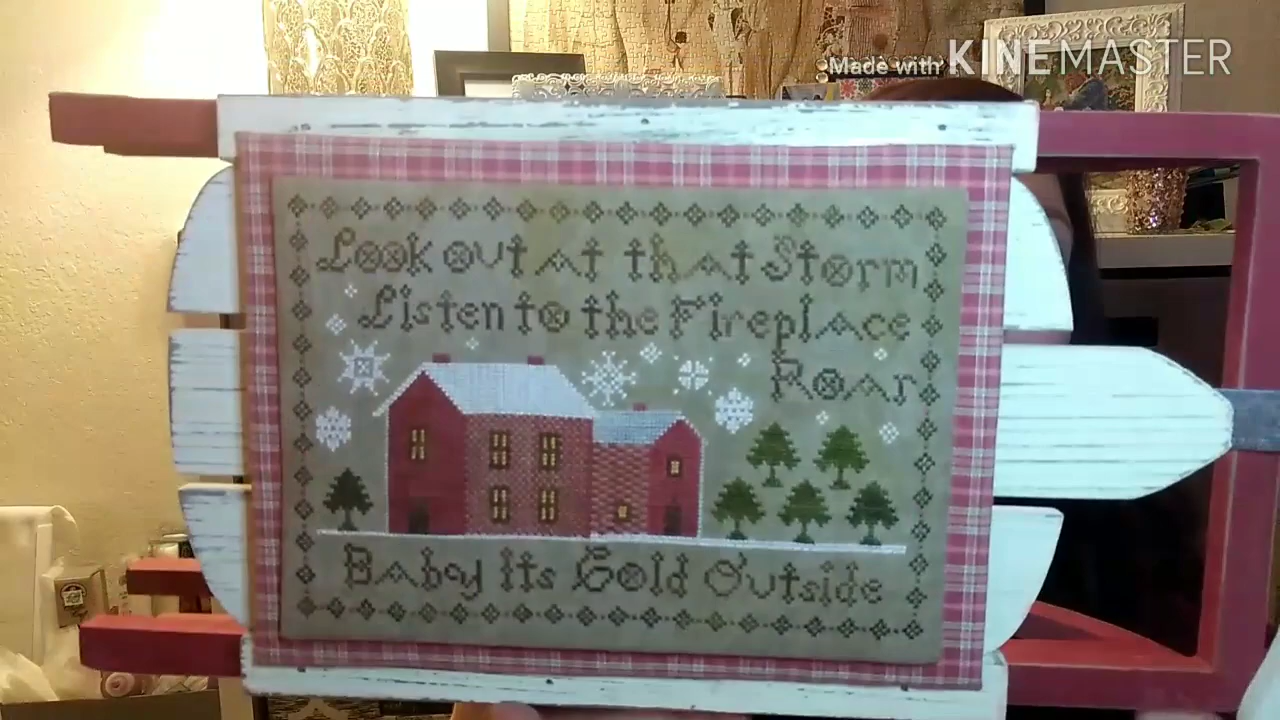 Made with KINEMASTER
Look out At that Storm
Listen to the Fireplace
Roar
Baby Its Cold Outside